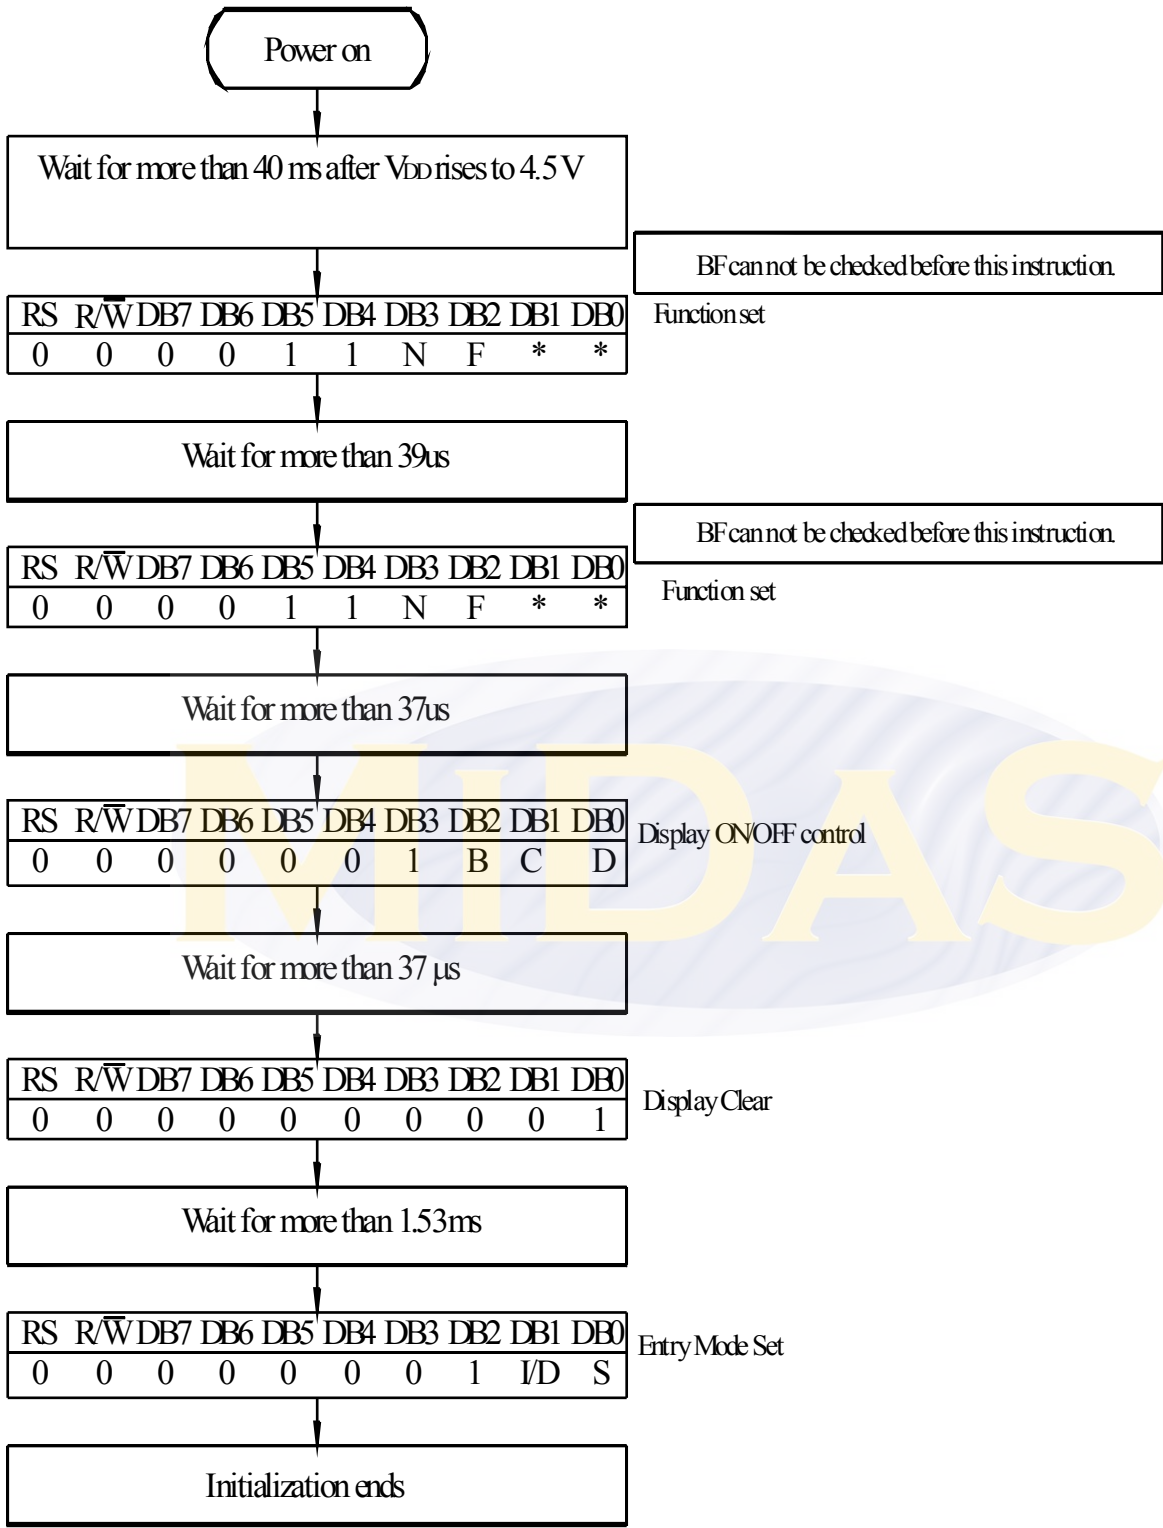 Power on
Wait for more than 40 ms after VDD rises to 4.5 V
BF can not be checked before this instruction.
RS R/W̅ DB7 DB6 DB5 DB4 DB3 DB2 DB1 DB0
Function set
0 0 0 0 1 1 N F * *
Wait for more than 39us
BF can not be checked before this instruction.
RS R/W̅ DB7 DB6 DB5 DB4 DB3 DB2 DB1 DB0
Function set
0 0 0 0 1 1 N F * *
Wait for more than 37us
MIDAS
RS R/W̅ DB7 DB6 DB5 DB4 DB3 DB2 DB1 DB0
Display ON/OFF control
0 0 0 0 0 0 1 B C D
Wait for more than 37 µs
RS R/W̅ DB7 DB6 DB5 DB4 DB3 DB2 DB1 DB0
Display Clear
0 0 0 0 0 0 0 0 0 1
Wait for more than 1.53ms
RS R/W̅ DB7 DB6 DB5 DB4 DB3 DB2 DB1 DB0
Entry Mode Set
0 0 0 0 0 0 0 1 I/D S
Initialization ends